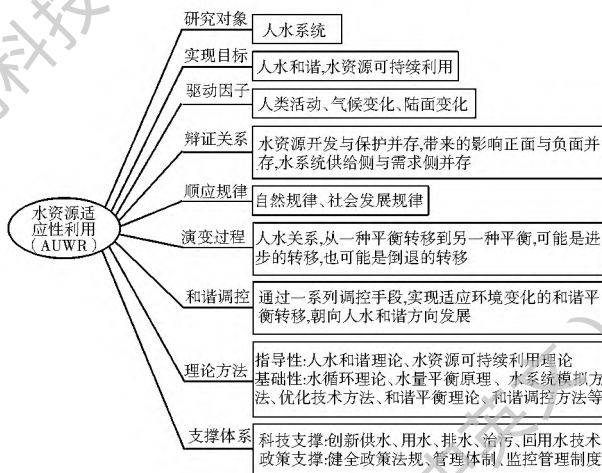 研究对象
人水系统
实现目标
人水和谐,水资源可持续利用
驱动因子
人类活动、气候变化、陆面变化
辩证关系
水资源开发与保护并存,带来的影响正面与负面并
存,水系统供给侧与需求侧并存
水资源适
应性利用
(AUWR)
顺应规律
自然规律、社会发展规律
演变过程
人水关系,从一种平衡转移到另一种平衡,可能是进
步的转移,也可能是倒退的转移
和谐调控
通过一系列调控手段,实现适应环境变化的和谐平
衡转移,朝向人水和谐方向发展
理论方法
指导性:人水和谐理论、水资源可持续利用理论
基础性:水循环理论、水量平衡原理、水系统模拟方
法、优化技术方法、和谐平衡理论、和谐调控方法等
支撑体系
科技支撑:创新供水、用水、排水、治污、回用水技术
政策支撑:健全政策法规、管理体制、监控管理制度